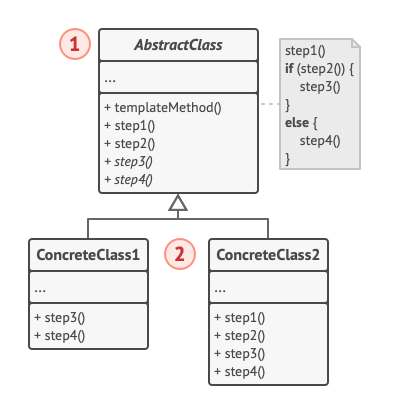 1
AbstractClass
...
+ templateMethod()
+ step1()
+ step2()
+ step3()
+ step4()
step1()
if (step2()) {
step3()
}
else {
step4()
}
ConcreteClass1
...
+ step3()
+ step4()
2
ConcreteClass2
...
+ step1()
+ step2()
+ step3()
+ step4()